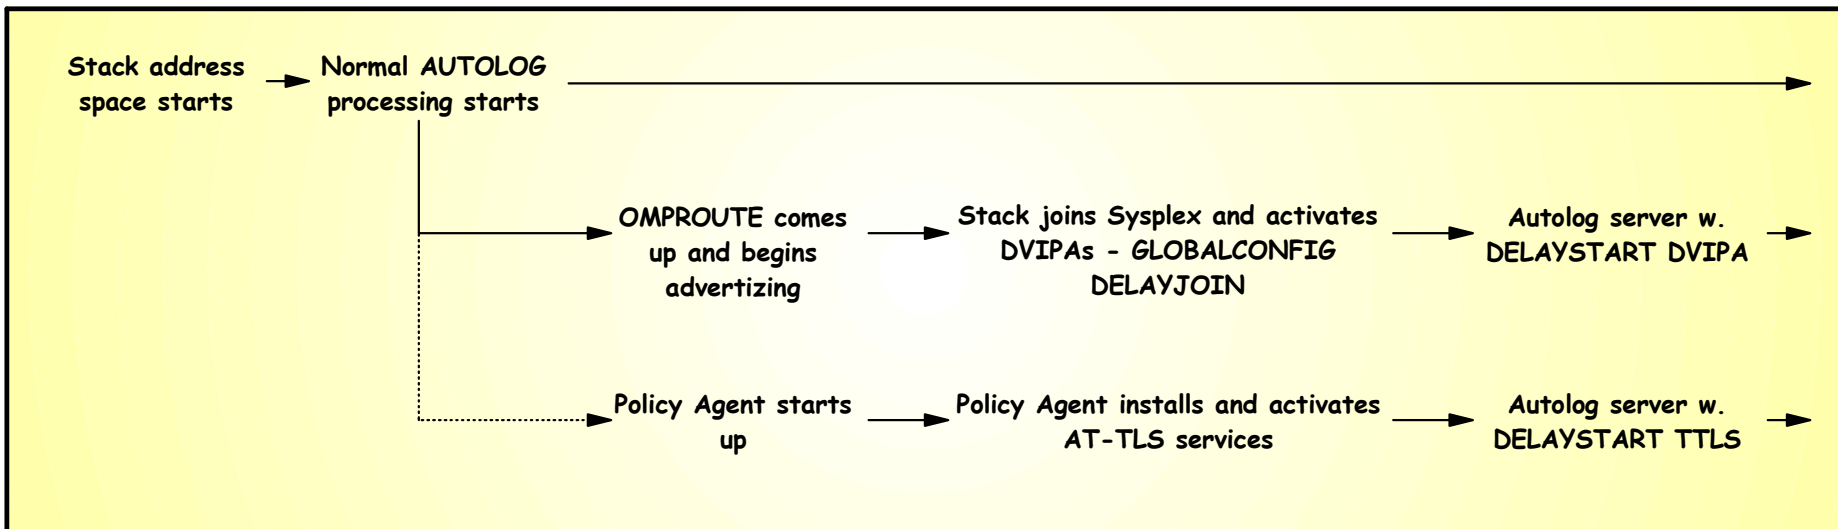 Stack address
space starts
Normal AUTOLOG
processing starts
OMPROUTE comes
up and begins
advertizing
Stack joins Sysplex and activates
DVIPAs - GLOBALCONFIG
DELAYJOIN
Autolog server w.
DELAYSTART DVIPA
Policy Agent starts
up
Policy Agent installs and activates
AT-TLS services
Autolog server w.
DELAYSTART TTLS